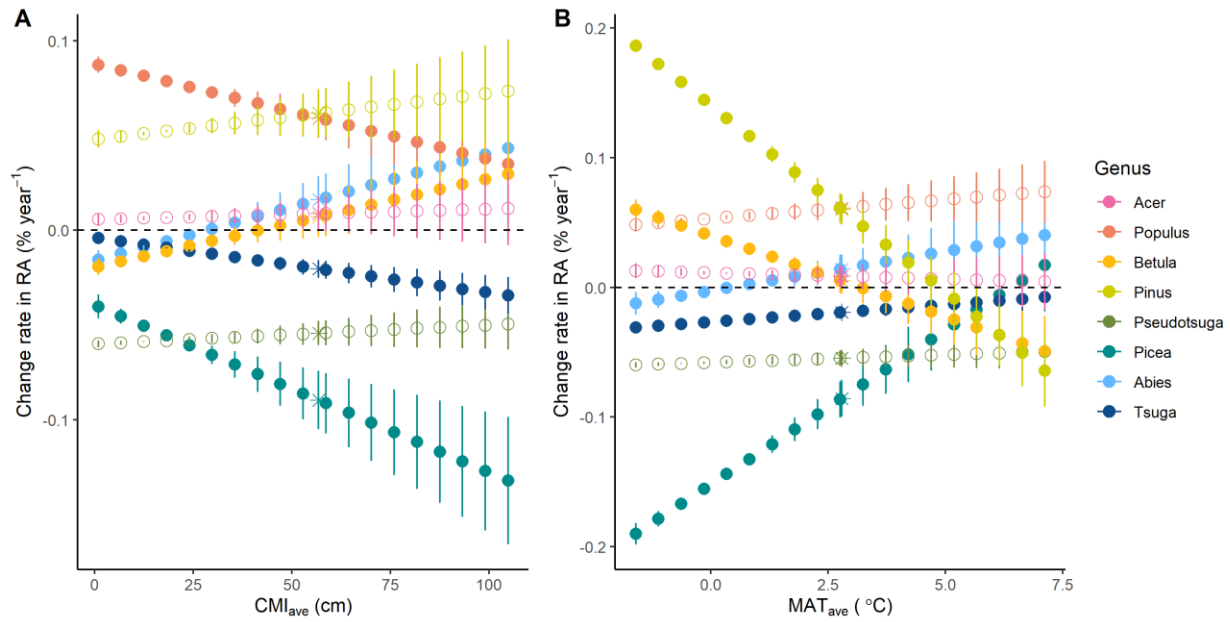 A
B
Change rate in RA (% year⁻¹)
0.1
0.0
-0.1
0
25
50
75
100
CMIave (cm)
Change rate in RA (% year⁻¹)
0.2
0.1
0.0
-0.1
-0.2
0.0
2.5
5.0
7.5
MATave ( °C)
Genus
Acer
Populus
Betula
Pinus
Pseudotsuga
Picea
Abies
Tsuga